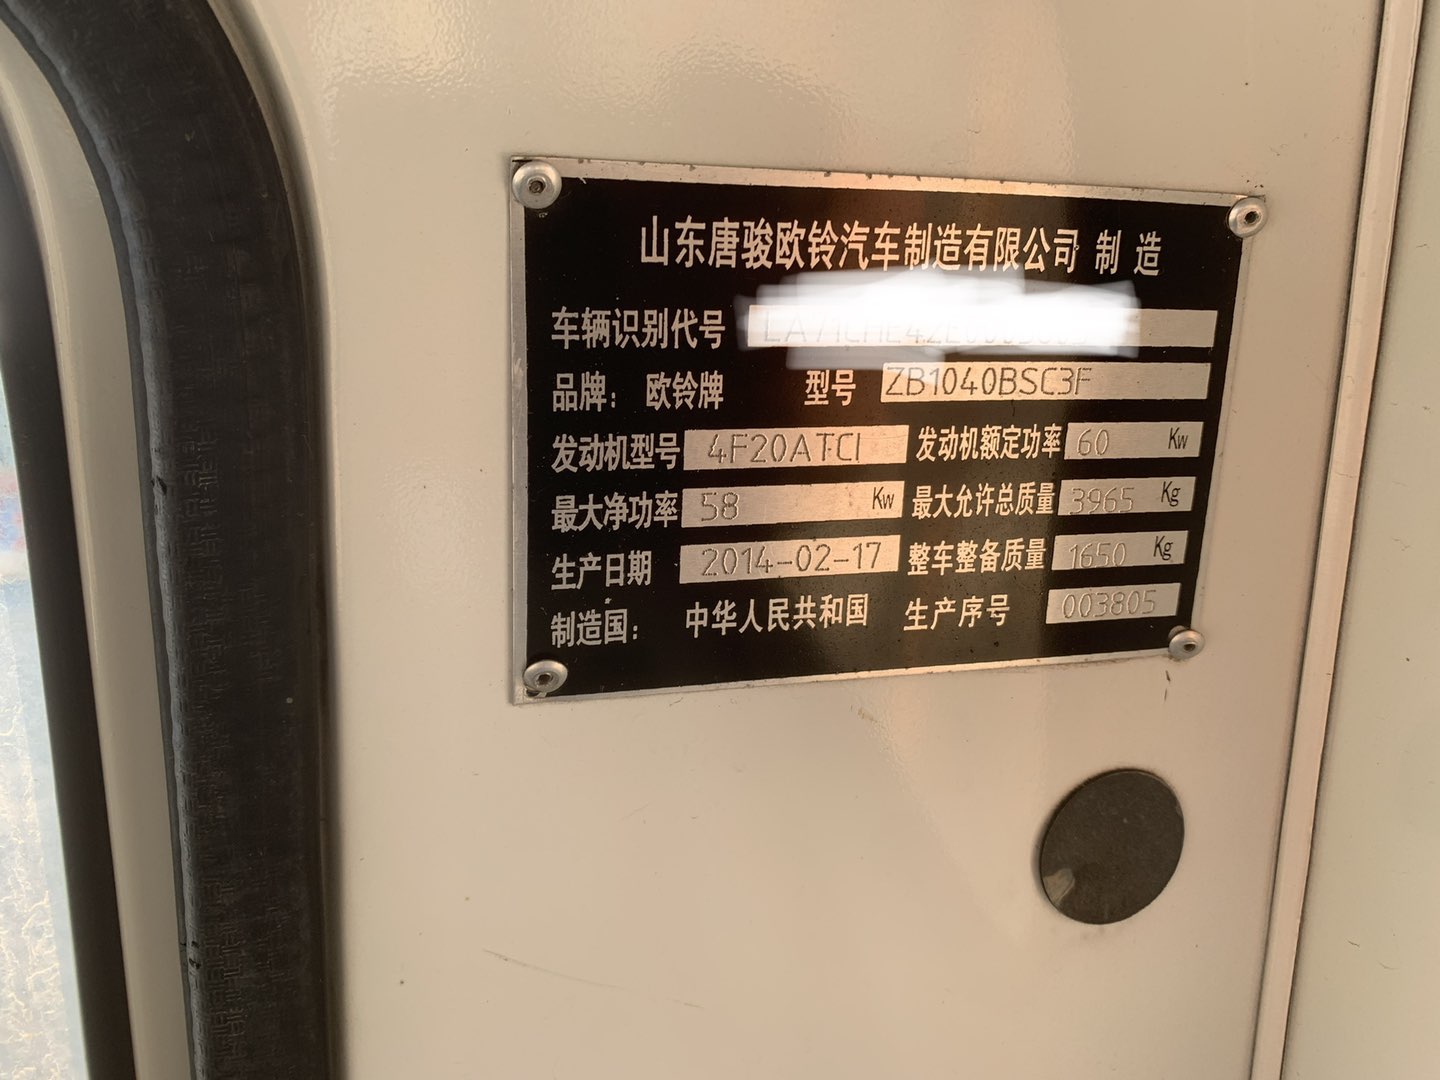 山东唐骏欧铃汽车制造有限公司 制 造
车辆识别代号
品牌： 欧铃牌 型号 ZB1040BSC3F
发动机型号 4F20ATCI 发动机额定功率 60 Kw
最大净功率 58 Kw 最大允许总质量 3965 Kg
生产日期 2014-02-17 整车整备质量 1650 Kg
制造国： 中华人民共和国 生产序号 003805